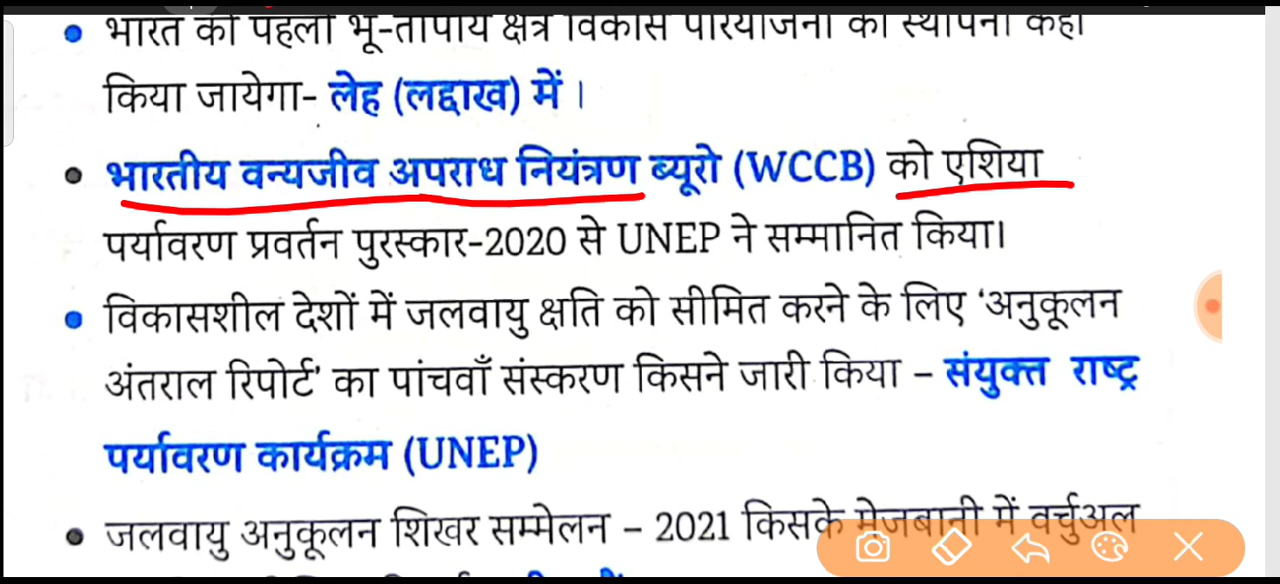 भारत की पहली भू-तापीय क्षेत्र विकास परियोजना की स्थापना कहाँ
किया जायेगा- लेह (लद्दाख) में ।
भारतीय वन्यजीव अपराध नियंत्रण ब्यूरो (WCCB) को एशिया
पर्यावरण प्रवर्तन पुरस्कार-2020 से UNEP ने सम्मानित किया।
विकासशील देशों में जलवायु क्षति को सीमित करने के लिए ‘अनुकूलन
अंतराल रिपोर्ट’ का पांचवाँ संस्करण किसने जारी किया – संयुक्त राष्ट्र
पर्यावरण कार्यक्रम (UNEP)
जलवायु अनुकूलन शिखर सम्मेलन – 2021 किसके मेजबानी में वर्चुअल